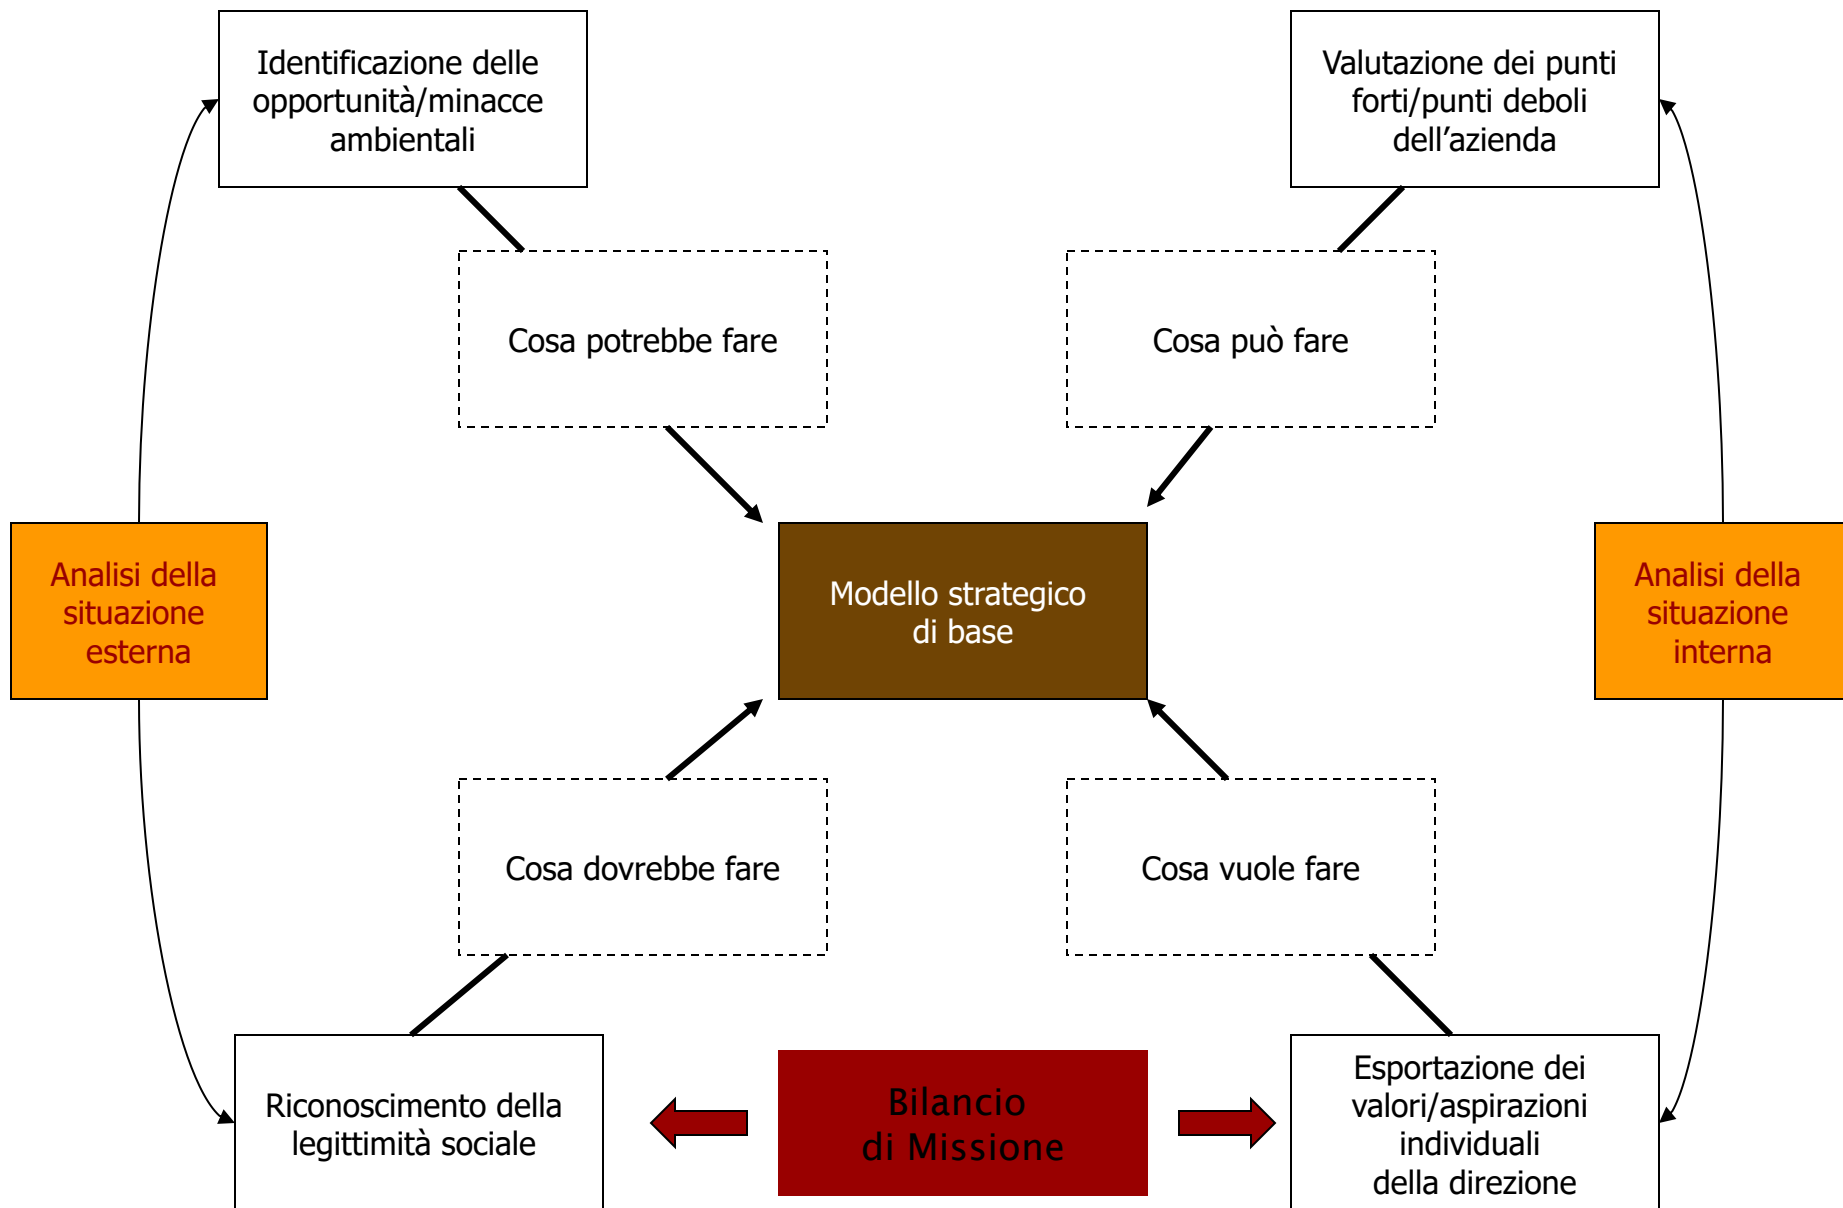 Identificazione delle
opportunità/minacce
ambientali
Valutazione dei punti
forti/punti deboli
dell’azienda
Cosa potrebbe fare
Cosa può fare
Analisi della
situazione
esterna
Modello strategico
di base
Analisi della
situazione
interna
Cosa dovrebbe fare
Cosa vuole fare
Riconoscimento della
legittimità sociale
Bilancio
di Missione
Esportazione dei
valori/aspirazioni
individuali
della direzione